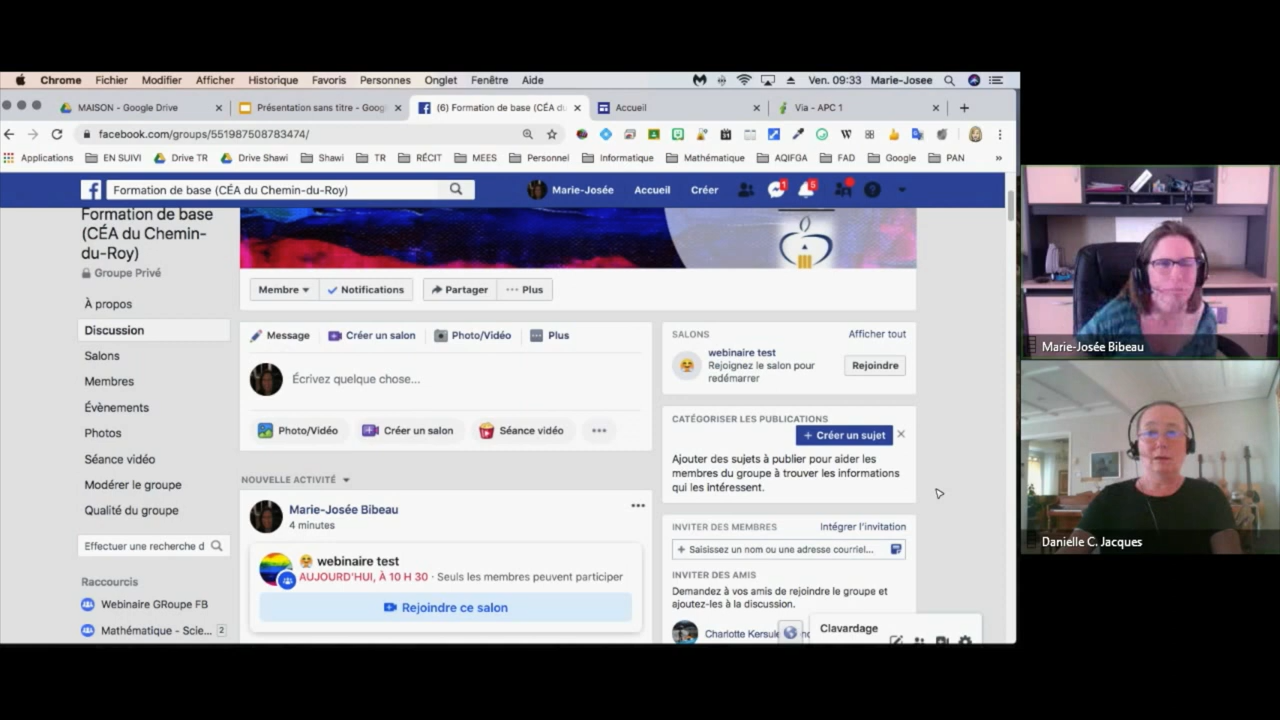 Chrome Fichier Modifier Afficher Historique Favoris Personnes Onglet Fenêtre Aide Ven. 09:33 Marie-Josee
MAISON - Google Drive
Présentation sans titre - Goog
(6) Formation de base (CÉA du
Accueil
Via - APC 1
facebook.com/groups/551987508783474/
Applications EN SUIVI Drive TR Drive Shawi Shawi TR RÉCIT MEES Personnel Informatique Mathématique AQIFGA FAD Google PAN »
Formation de base (CÉA du Chemin-du-Roy)
Marie-Josée Accueil Créer
Formation de base
(CÉA du Chemin-
du-Roy)
Groupe Privé
À propos
Discussion
Salons
Membres
Évènements
Photos
Séance vidéo
Modérer le groupe
Qualité du groupe
Effectuer une recherche d
Raccourcis
Webinaire GRoupe FB
Mathématique - Scie... 2
Membre Notifications Partager ··· Plus
Message Créer un salon Photo/Vidéo Plus
Écrivez quelque chose...
Photo/Vidéo Créer un salon Séance vidéo
NOUVELLE ACTIVITÉ
Marie-Josée Bibeau
4 minutes
webinaire test
AUJOURD'HUI, À 10 H 30 · Seuls les membres peuvent participer
Rejoindre ce salon
SALONS Afficher tout
webinaire test
Rejoignez le salon pour
redémarrer
Rejoindre
CATÉGORISER LES PUBLICATIONS
+ Créer un sujet
Ajouter des sujets à publier pour aider les
membres du groupe à trouver les informations
qui les intéressent.
INVITER DES MEMBRES Intégrer l'invitation
+ Saisissez un nom ou une adresse courriel...
INVITER DES AMIS
Demandez à vos amis de rejoindre le groupe et
ajoutez-les à la discussion.
Charlotte
Clavardage
Marie-Josée Bibeau
Danielle C. Jacques